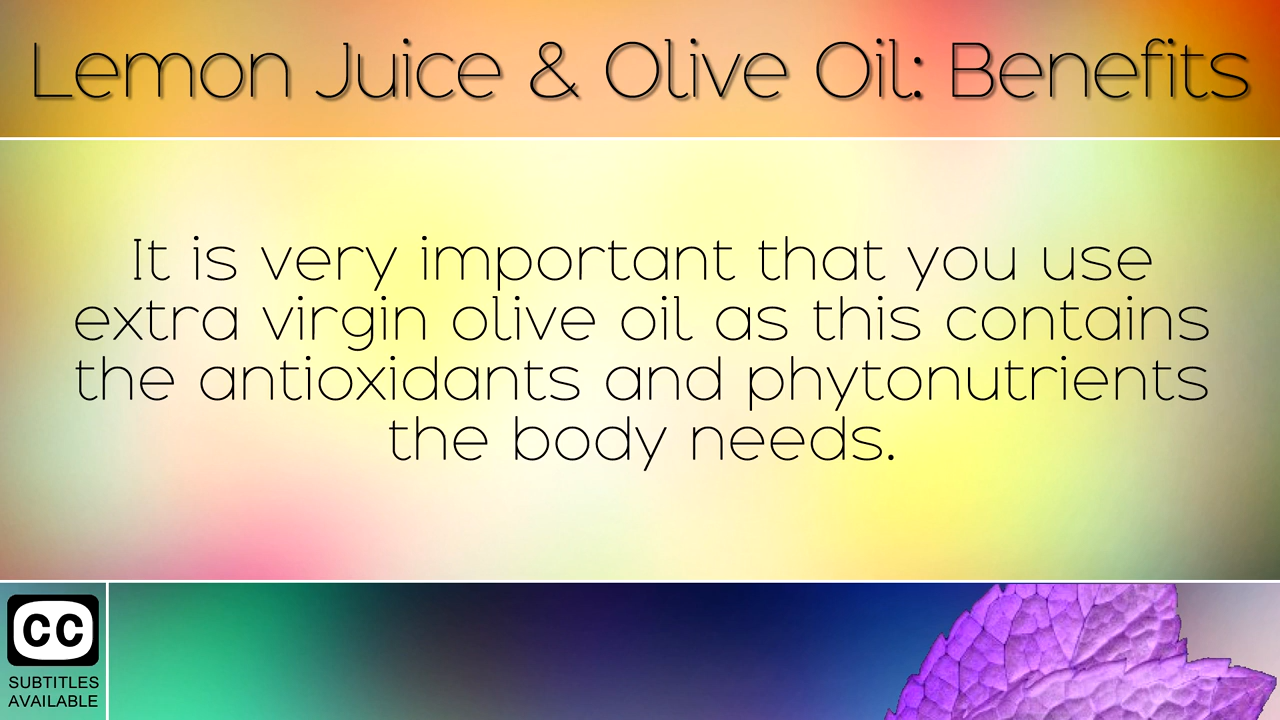 Lemon Juice & Olive Oil: Benefits
It is very important that you use
extra virgin olive oil as this contains
the antioxidants and phytonutrients
the body needs.
CC
SUBTITLES
AVAILABLE